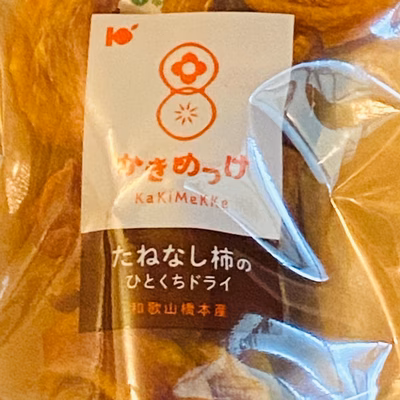 かきめっけ
KaKiMeKKe
たねなし柿の
ひとくちドライ
和歌山橋本産